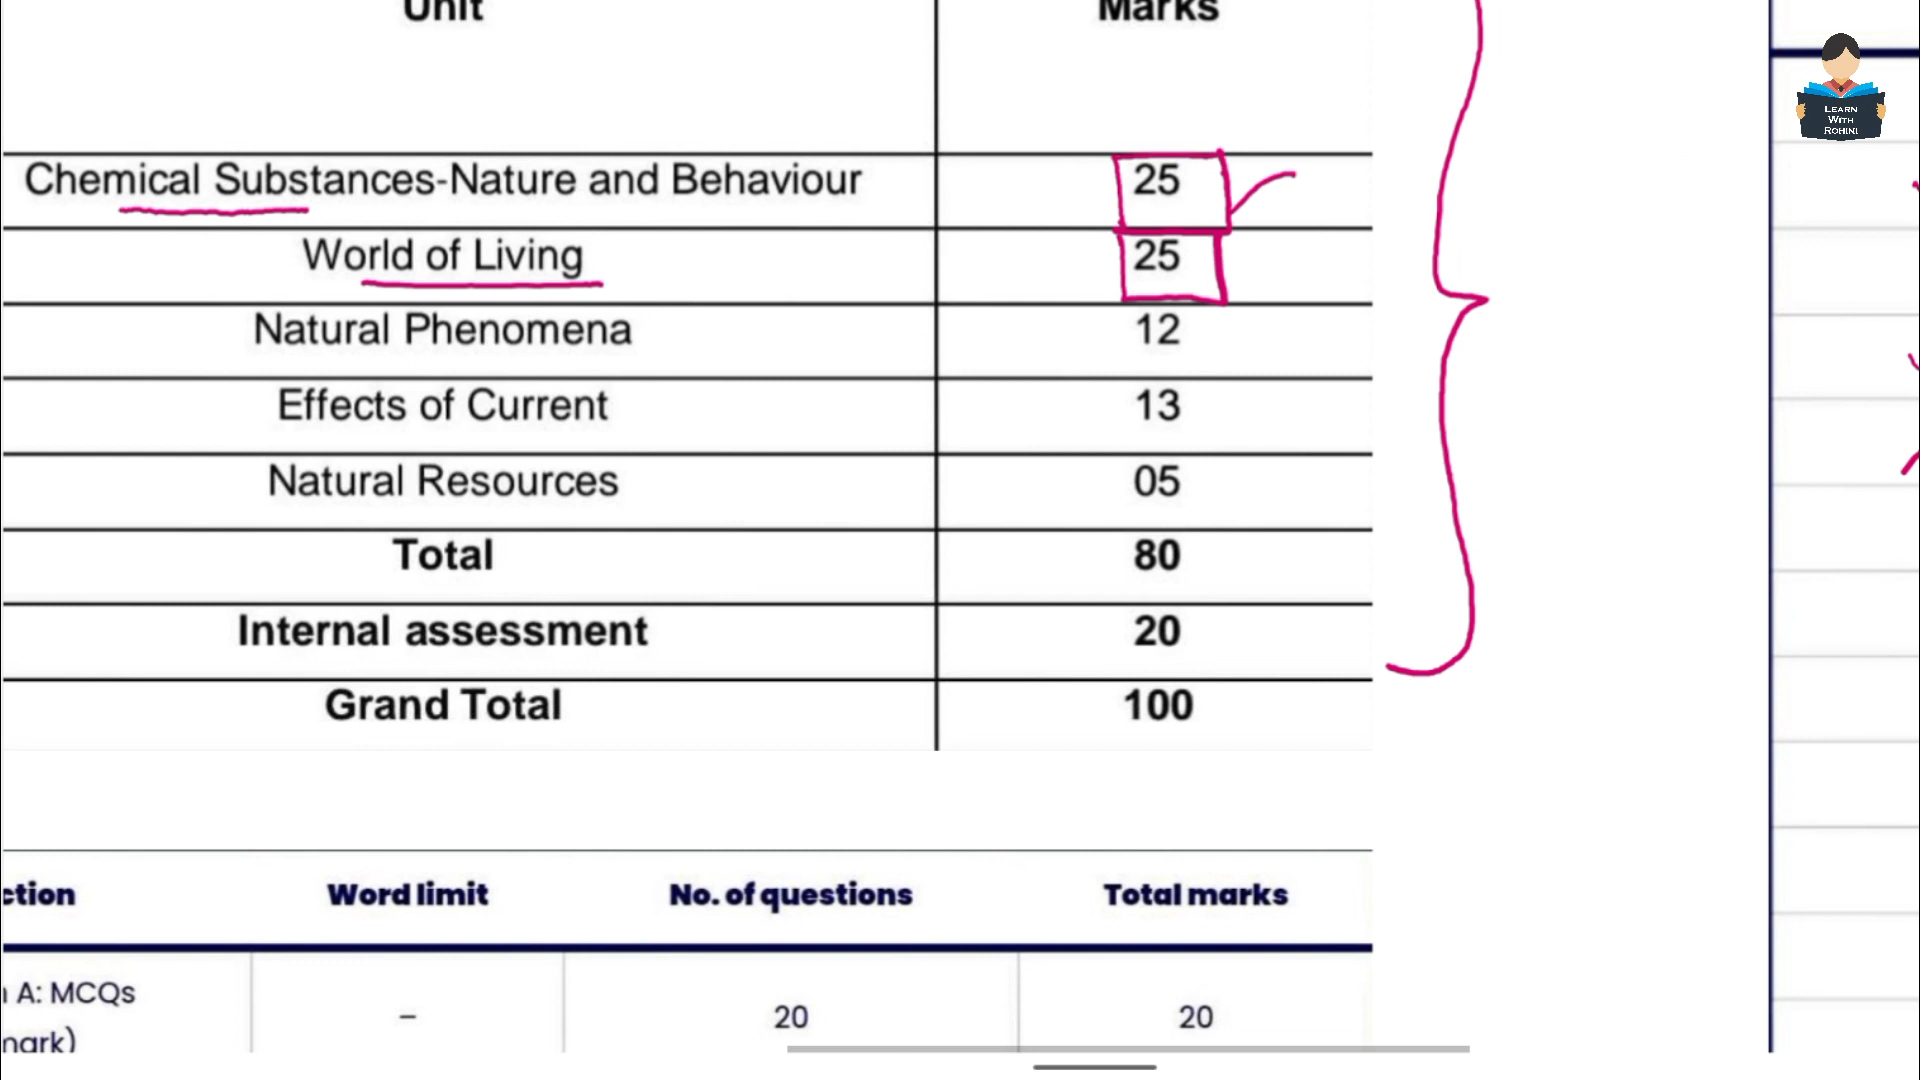 Unit Marks
LEARN
WITH
ROHINI
Chemical Substances-Nature and Behaviour 25
World of Living 25
Natural Phenomena 12
Effects of Current 13
Natural Resources 05
Total 80
Internal assessment 20
Grand Total 100
ction Word limit No. of questions Total marks
A: MCQs
– 20 20
mark)